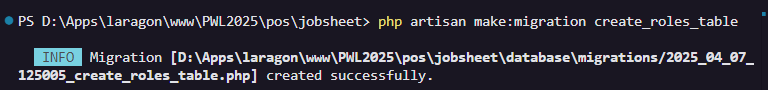 PS D:\Apps\laragon\www\PWL2025\pos\jobsheet> php artisan make:migration create_roles_table
INFO Migration [D:\Apps\laragon\www\PWL2025\pos\jobsheet\database\migrations/2025_04_07_
125005_create_roles_table.php] created successfully.